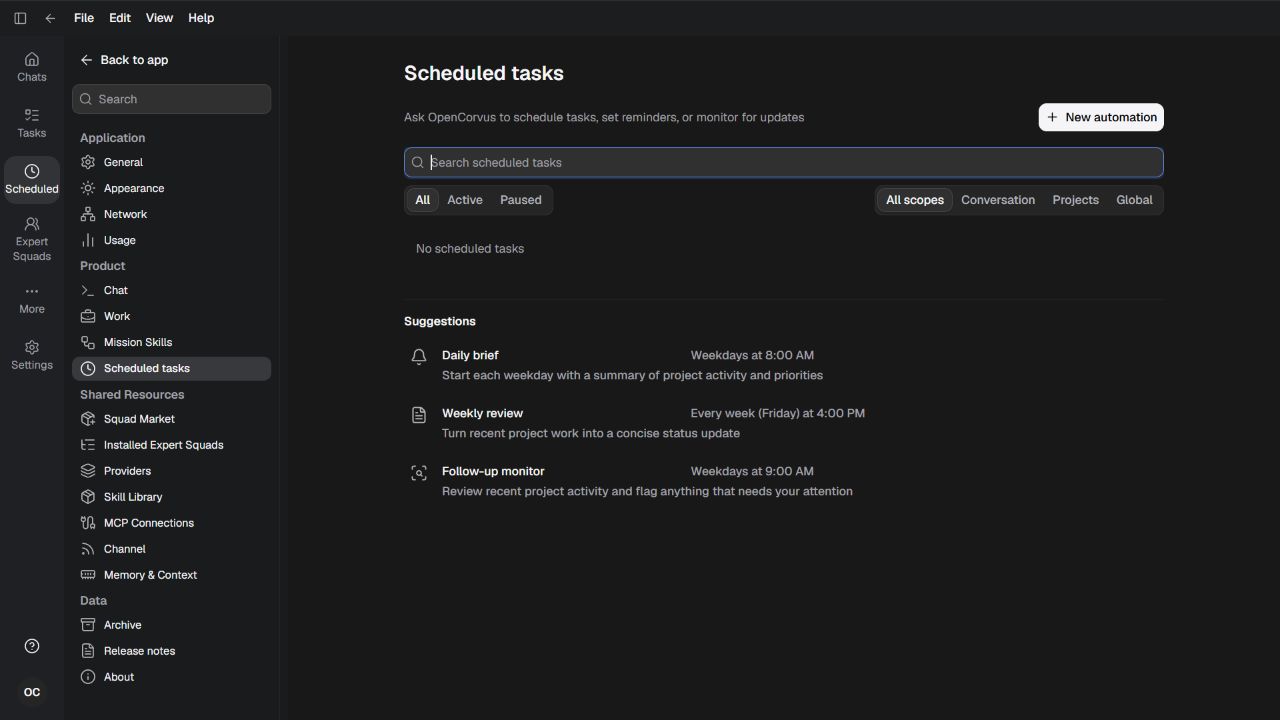 File Edit View Help
Chats
Tasks
Scheduled
Expert
Squads
More
Settings
OC
Back to app
Search
Application
General
Appearance
Network
Usage
Product
Chat
Work
Mission Skills
Scheduled tasks
Shared Resources
Squad Market
Installed Expert Squads
Providers
Skill Library
MCP Connections
Channel
Memory & Context
Data
Archive
Release notes
About
Scheduled tasks
Ask OpenCorvus to schedule tasks, set reminders, or monitor for updates
New automation
Search scheduled tasks
All Active Paused
All scopes Conversation Projects Global
No scheduled tasks
Suggestions
Daily brief Weekdays at 8:00 AM
Start each weekday with a summary of project activity and priorities
Weekly review Every week (Friday) at 4:00 PM
Turn recent project work into a concise status update
Follow-up monitor Weekdays at 9:00 AM
Review recent project activity and flag anything that needs your attention